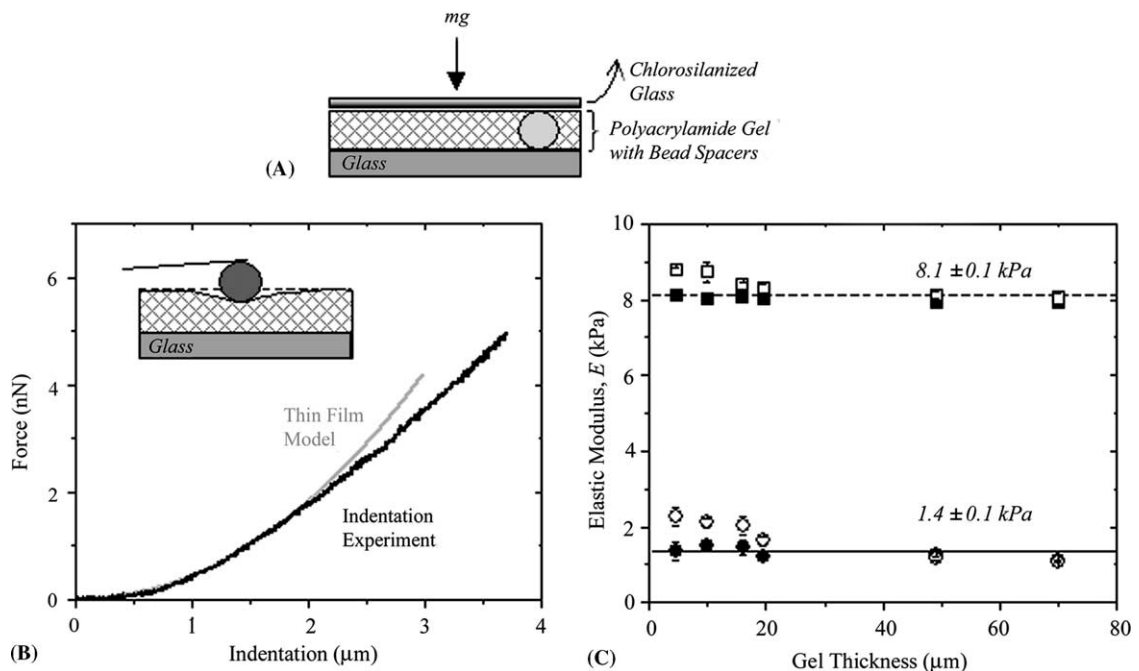 mg
Chlorosilanized
Glass
Polyacrylamide Gel
with Bead Spacers
Glass
(A)
Force (nN)
6
4
2
0
Glass
Thin Film
Model
Indentation
Experiment
0
1
2
3
4
Indentation (μm)
(B)
Elastic Modulus, E (kPa)
10
8
6
4
2
0
8.1 ± 0.1 kPa
1.4 ± 0.1 kPa
0
20
40
60
80
Gel Thickness (μm)
(C)